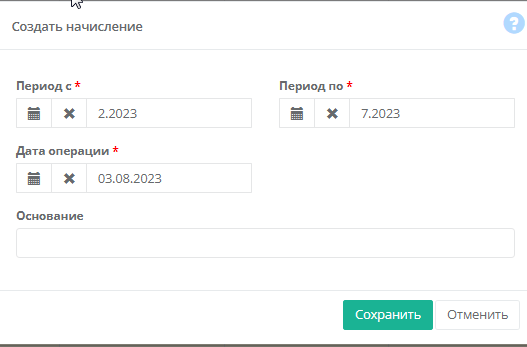 Создать начисление
?
Период с *
Период по *
2.2023
7.2023
Дата операции *
03.08.2023
Основание
Сохранить
Отменить